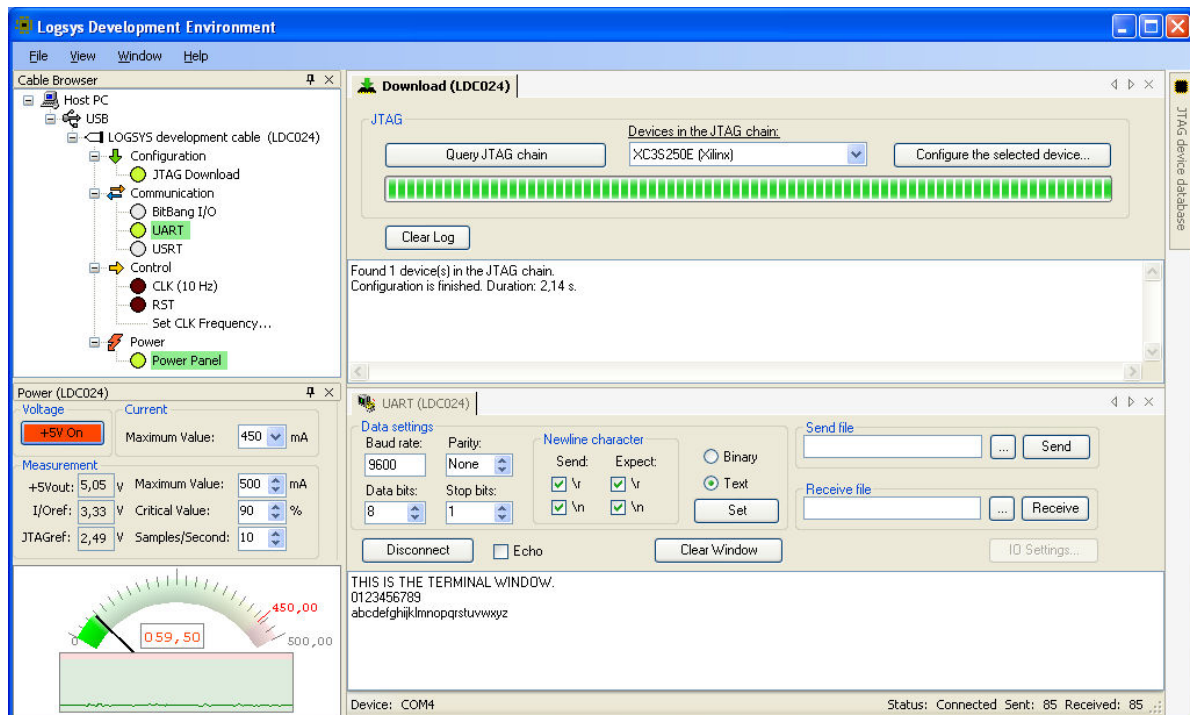 Logsys Development Environment
File View Window Help
Cable Browser
Host PC
USB
LOGSYS development cable (LDC024)
Configuration
JTAG Download
Communication
BitBang I/O
UART
USRT
Control
CLK (10 Hz)
RST
Set CLK Frequency...
Power
Power Panel
Power (LDC024)
Voltage Current
+5V On Maximum Value: 450 mA
Measurement
+5Vout: 5,05 V Maximum Value: 500 mA
I/Oref: 3,33 V Critical Value: 90 %
JTAGref: 2,49 V Samples/Second: 10
0 059,50 450,00 500,00
Download (LDC024)
JTAG
Devices in the JTAG chain:
Query JTAG chain XC3S250E (Xilinx) Configure the selected device...
Clear Log
Found 1 device(s) in the JTAG chain.
Configuration is finished. Duration: 2,14 s.
UART (LDC024)
Data settings
Baud rate: Parity:
9600 None
Data bits: Stop bits:
8 1
Newline character
Send: Expect:
\r \r
\n \n
Binary
Text
Set
Send file
... Send
Receive file
... Receive
Disconnect Echo Clear Window IO Settings...
THIS IS THE TERMINAL WINDOW.
0123456789
abcdefghijklmnopqrstuvwxyz
Device: COM4 Status: Connected Sent: 85 Received: 85
JTAG device database